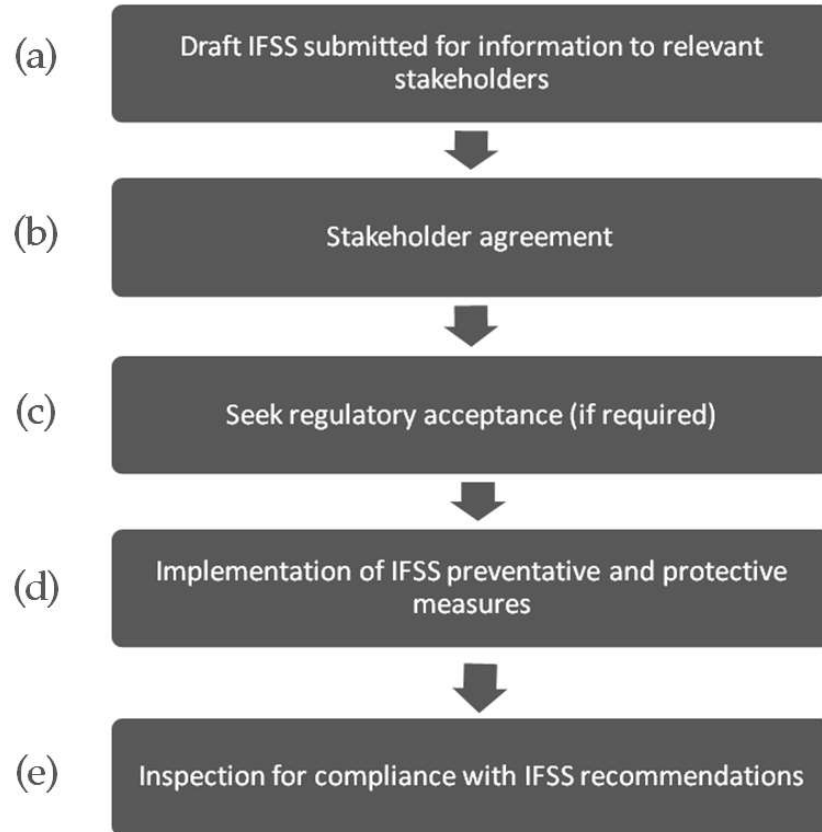 (a)
Draft IFSS submitted for information to relevant
stakeholders
(b)
Stakeholder agreement
(c)
Seek regulatory acceptance (if required)
(d)
Implementation of IFSS preventative and protective
measures
(e)
Inspection for compliance with IFSS recommendations